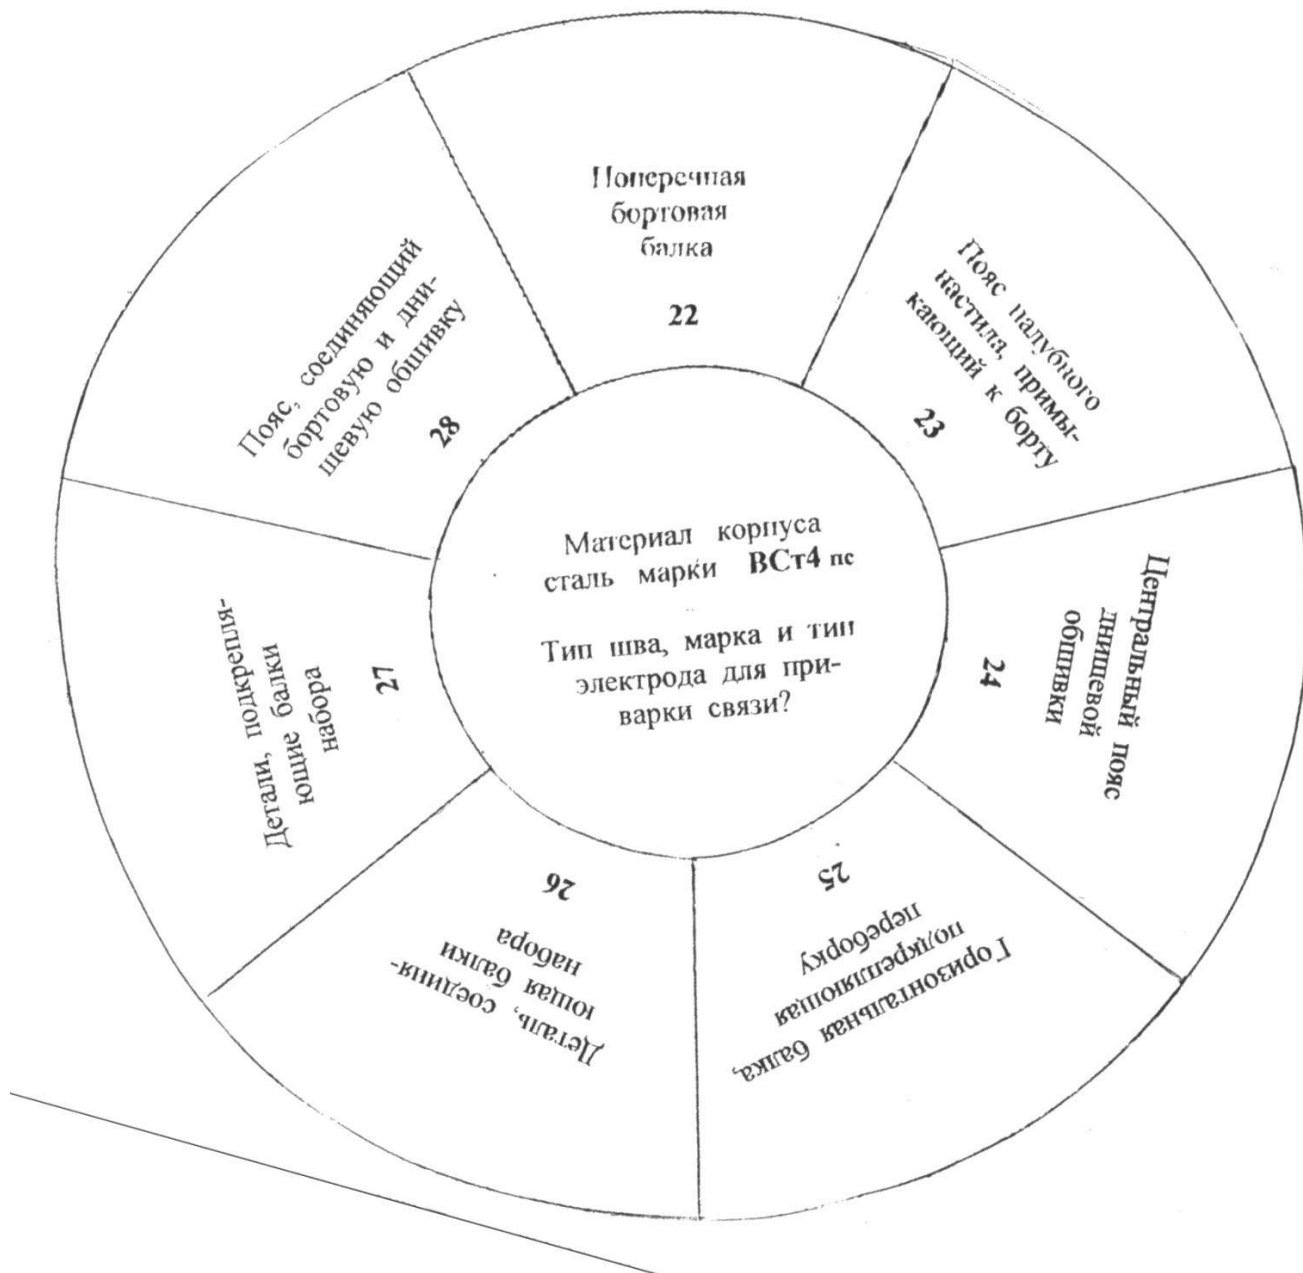 Поперечная
бортовая
балка
22
Пояс палубного
настила, примы-
кающий к борту
23
Центральный пояс
днишевой
обшивки
24
Горизонтальная балка,
подкрепляющая
переборку
25
Деталь, соединя-
ющая балки
набора
26
Детали, подкрепля-
ющие балки
набора
27
Пояс, соединяющий
бортовую и дни-
щевую обшивку
28
Материал корпуса
сталь марки ВСт4 пс
Тип шва, марка и тип
электрода для при-
варки связи?